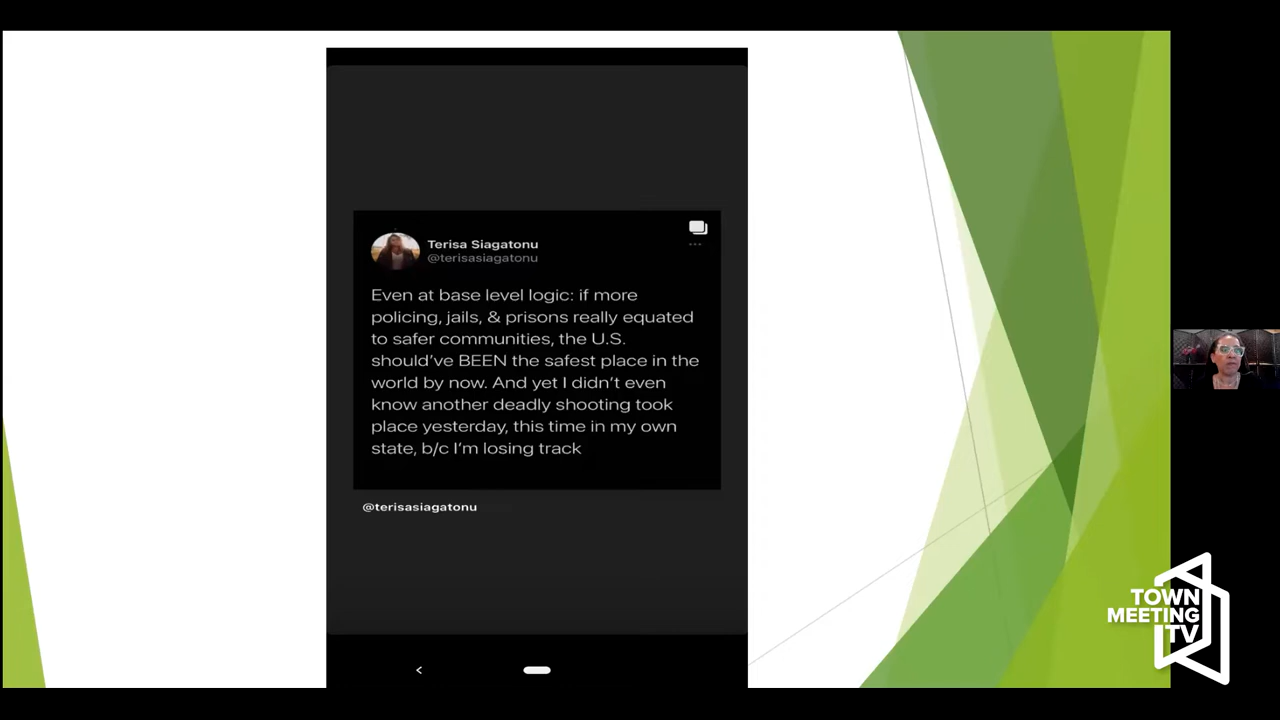 Terisa Siagatonu
@terisasiagatonu
Even at base level logic: if more
policing, jails, & prisons really equated
to safer communities, the U.S.
should've BEEN the safest place in the
world by now. And yet I didn't even
know another deadly shooting took
place yesterday, this time in my own
state, b/c I'm losing track
@terisasiagatonu
TOWN
MEETING
TV